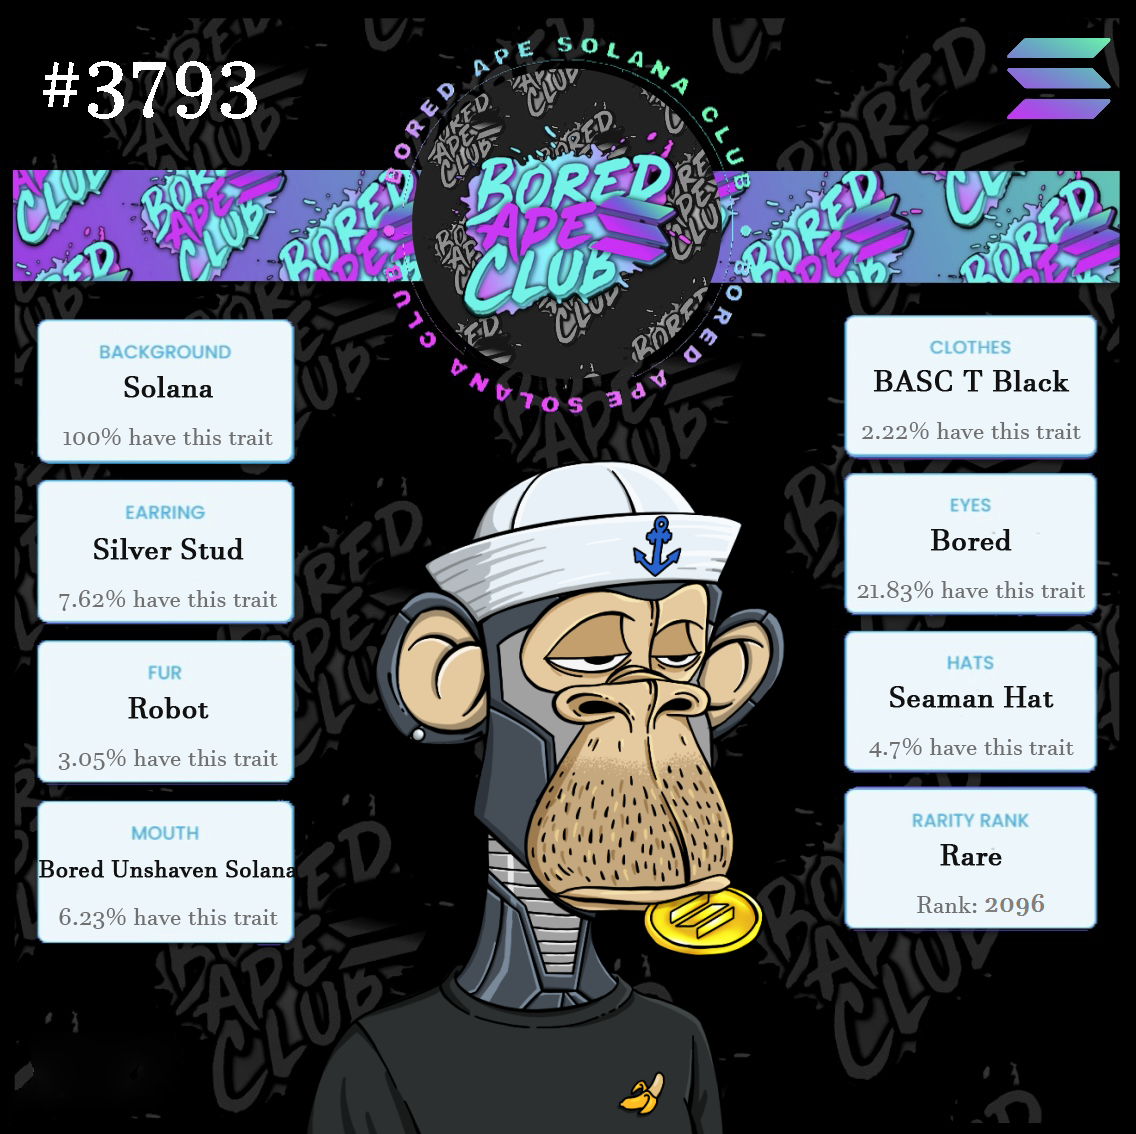 #3793
BORED APE SOLANA CLUB
BORED APE SOLANA CLUB
BORED
APE
CLUB
BACKGROUND
Solana
100% have this trait
EARRING
Silver Stud
7.62% have this trait
FUR
Robot
3.05% have this trait
MOUTH
Bored Unshaven Solana
6.23% have this trait
CLOTHES
BASC T Black
2.22% have this trait
EYES
Bored
21.83% have this trait
HATS
Seaman Hat
4.7% have this trait
RARITY RANK
Rare
Rank: 2096